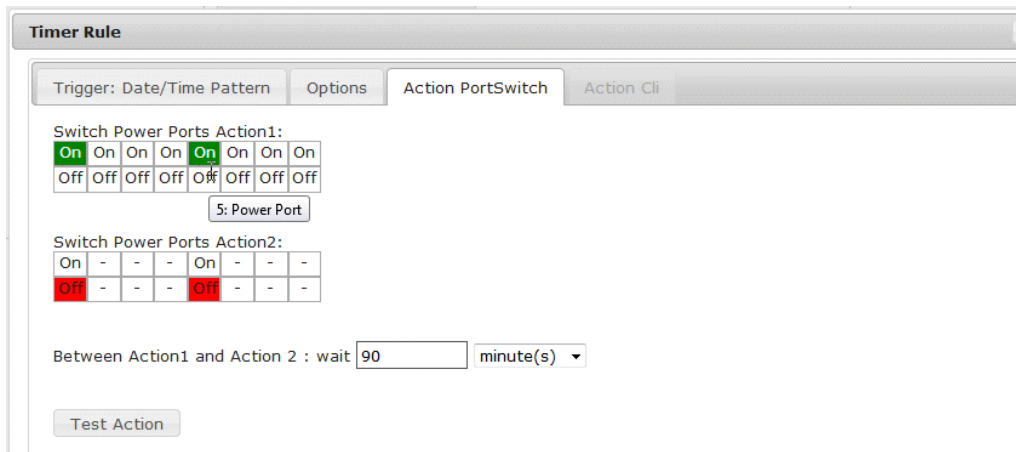 Timer Rule
Trigger: Date/Time Pattern Options Action PortSwitch Action Cli
Switch Power Ports Action1:
On On On On On On On On
Off Off Off Off Off Off Off Off
5: Power Port
Switch Power Ports Action2:
On - - - On - - -
Off - - - Off - - -
Between Action1 and Action 2 : wait 90 minute(s)
Test Action